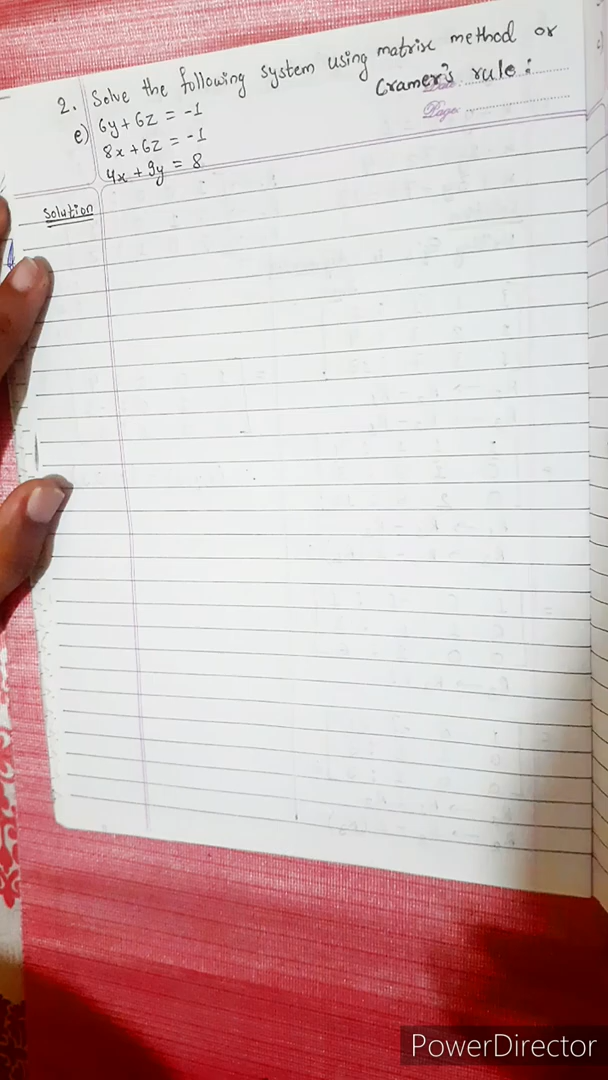 2. Solve the following system using matrix method or
Cramer's rule:
Page:
e) 6y + 6z = -1
8x + 6z = -1
4x + 9y = 8
Solution
PowerDirector